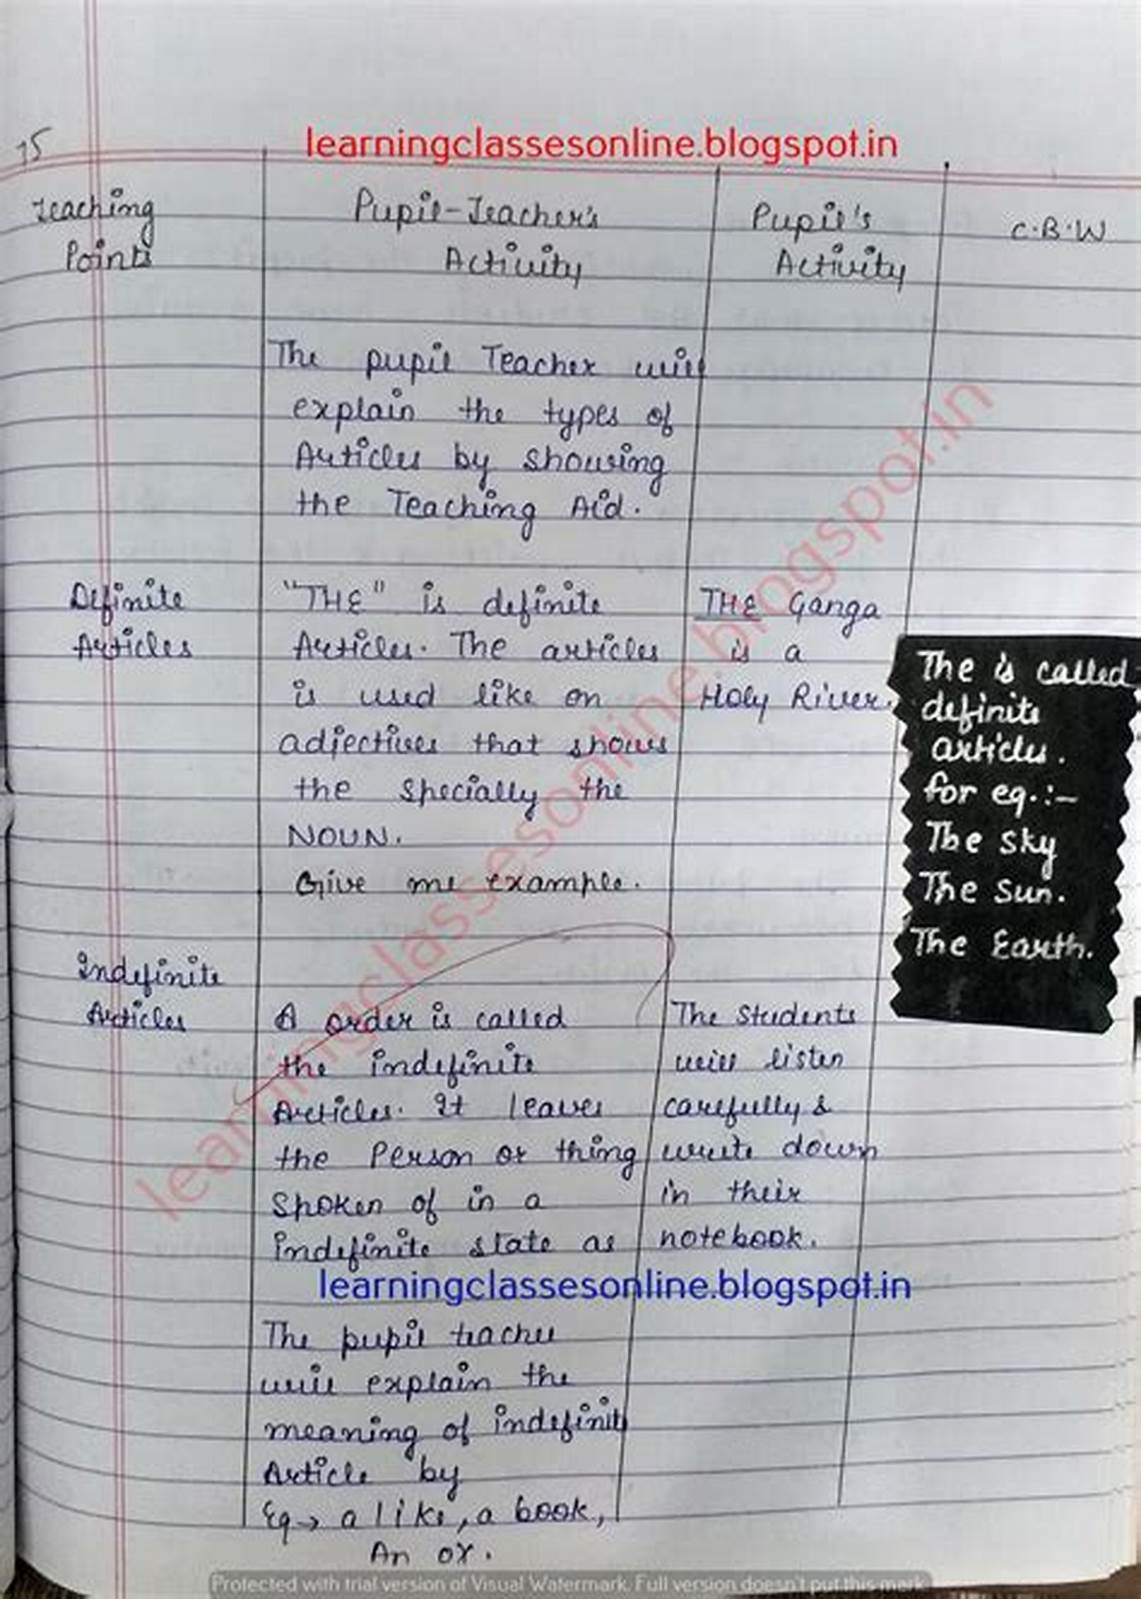 15
learningclassesonline.blogspot.in
Teaching Points
Pupil-Teacher's Activity
Pupil's Activity
C.B.W
The pupil Teacher will
explain the types of
Articles by showing
the Teaching Aid.
Definite
Articles
"THE" is definite
Articles. The articles
is used like on
adjectives that shows
the specially the
NOUN.
Give me example.
THE Ganga
is a
Holy River.
The is called
definite
articles.
for eg.:-
The sky
The sun.
The Earth.
Indefinite
Articles
A order is called
the indefinite
Articles. It leaves
the Person or thing
spoken of in a
indefinite state as
The Students
will listen
carefully &
write down
in their
notebook.
learningclassesonline.blogspot.in
The pupil teacher
will explain the
meaning of indefinit
Article by
Eg→ a like, a book,
An ox.
learningclassesonline.blogspot.in
Protected with trial version of Visual Watermark. Full version doesn't put this mark.